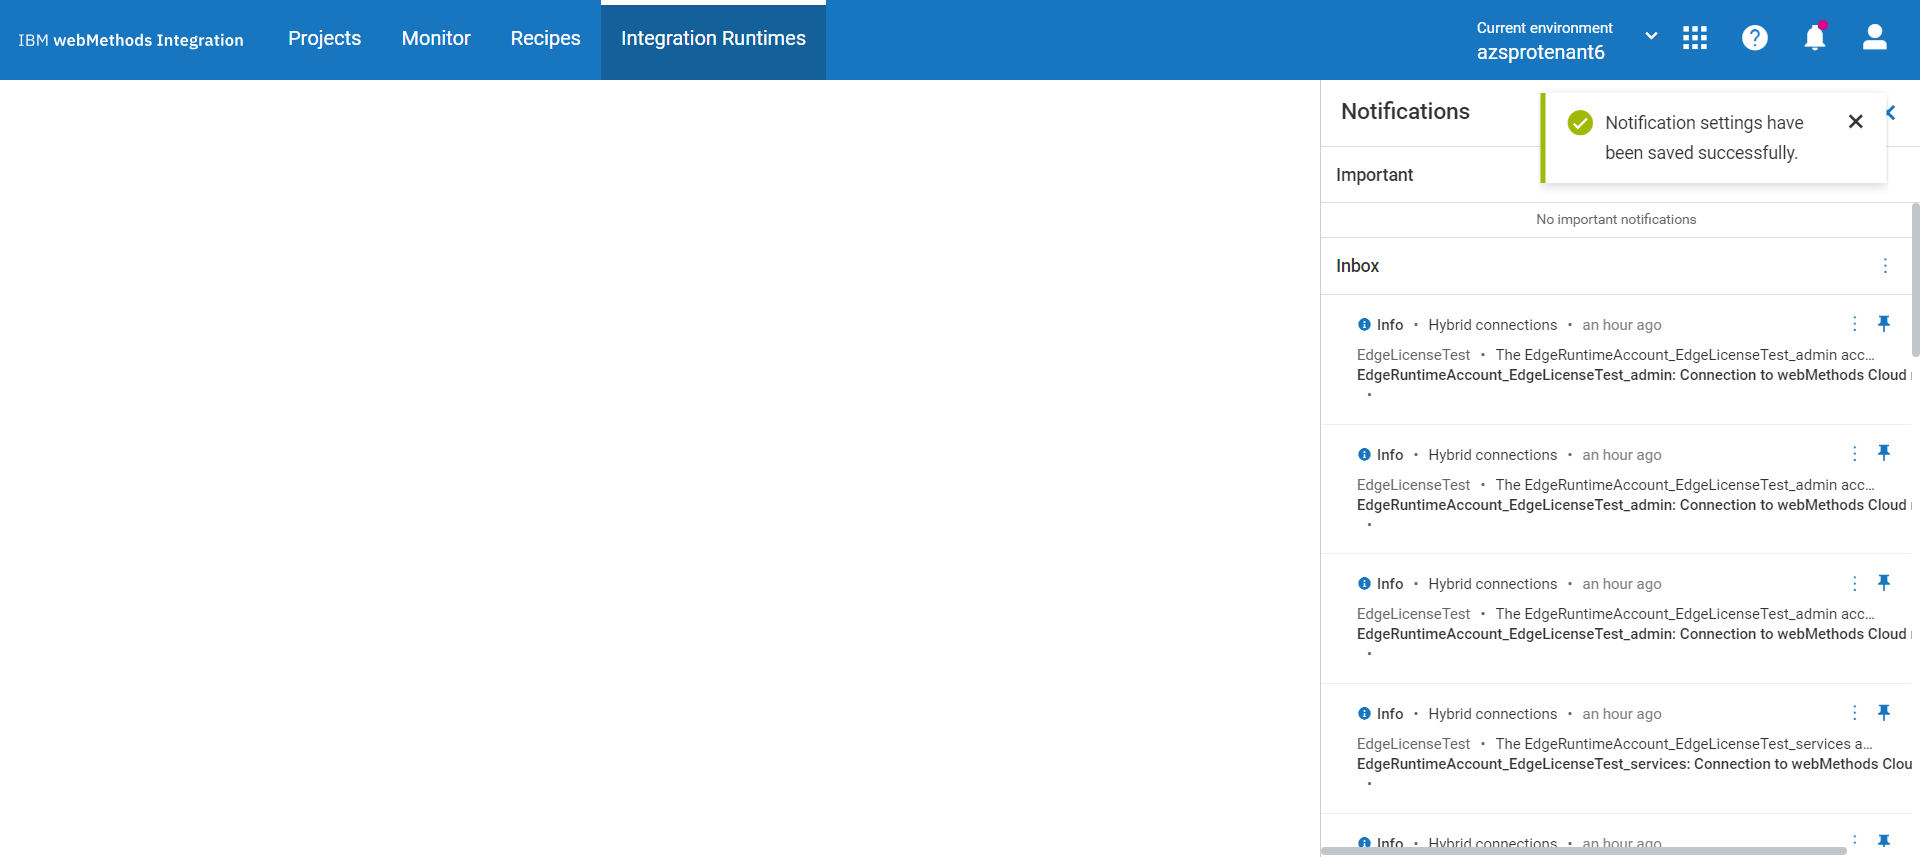 IBM webMethods Integration
Projects
Monitor
Recipes
Integration Runtimes
Current environment
azsprotenant6
Notifications
Notification settings have
been saved successfully.
Important
No important notifications
Inbox
Info • Hybrid connections • an hour ago
EdgeLicenseTest • The EdgeRuntimeAccount_EdgeLicenseTest_admin acc...
EdgeRuntimeAccount_EdgeLicenseTest_admin: Connection to webMethods Cloud
•
Info • Hybrid connections • an hour ago
EdgeLicenseTest • The EdgeRuntimeAccount_EdgeLicenseTest_admin acc...
EdgeRuntimeAccount_EdgeLicenseTest_admin: Connection to webMethods Cloud
•
Info • Hybrid connections • an hour ago
EdgeLicenseTest • The EdgeRuntimeAccount_EdgeLicenseTest_admin acc...
EdgeRuntimeAccount_EdgeLicenseTest_admin: Connection to webMethods Cloud
•
Info • Hybrid connections • an hour ago
EdgeLicenseTest • The EdgeRuntimeAccount_EdgeLicenseTest_services a...
EdgeRuntimeAccount_EdgeLicenseTest_services: Connection to webMethods Clou
•
Info • Hybrid connections • an hour ago